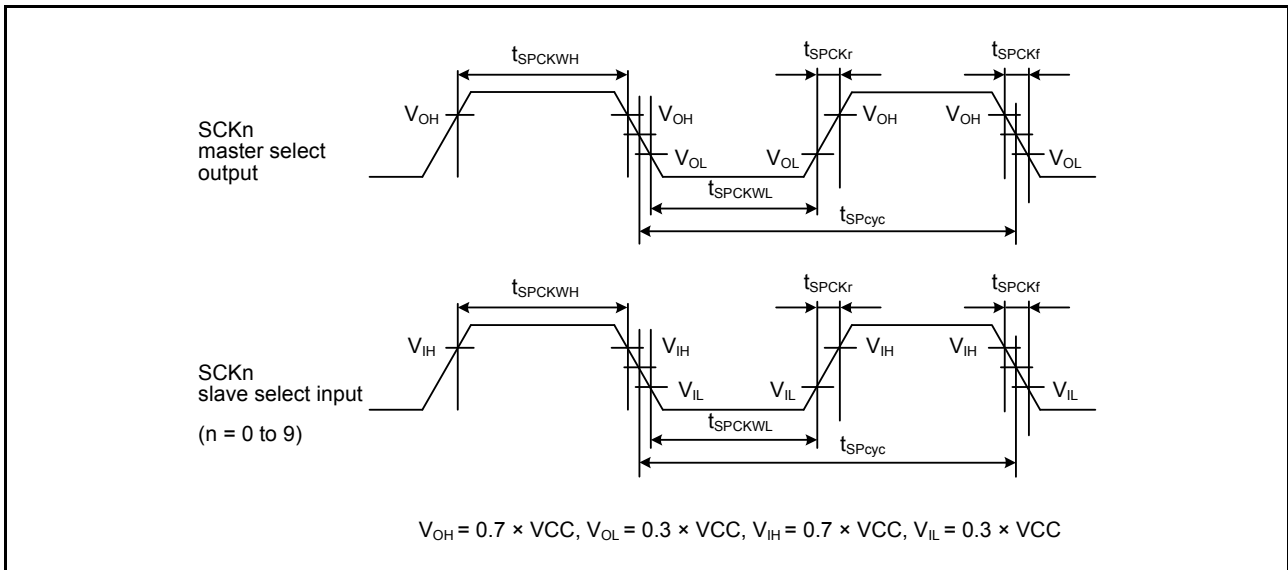 tSPCKWH
tSPCKr
tSPCKf
VOH
VOH
VOH
VOH
SCKn
master select
output
VOL
VOL
VOL
tSPCKWL
tSPcyc
tSPCKWH
tSPCKr
tSPCKf
VIH
VIH
VIH
VIH
SCKn
slave select input
(n = 0 to 9)
VIL
VIL
VIL
tSPCKWL
tSPcyc
VOH = 0.7 × VCC, VOL = 0.3 × VCC, VIH = 0.7 × VCC, VIL = 0.3 × VCC